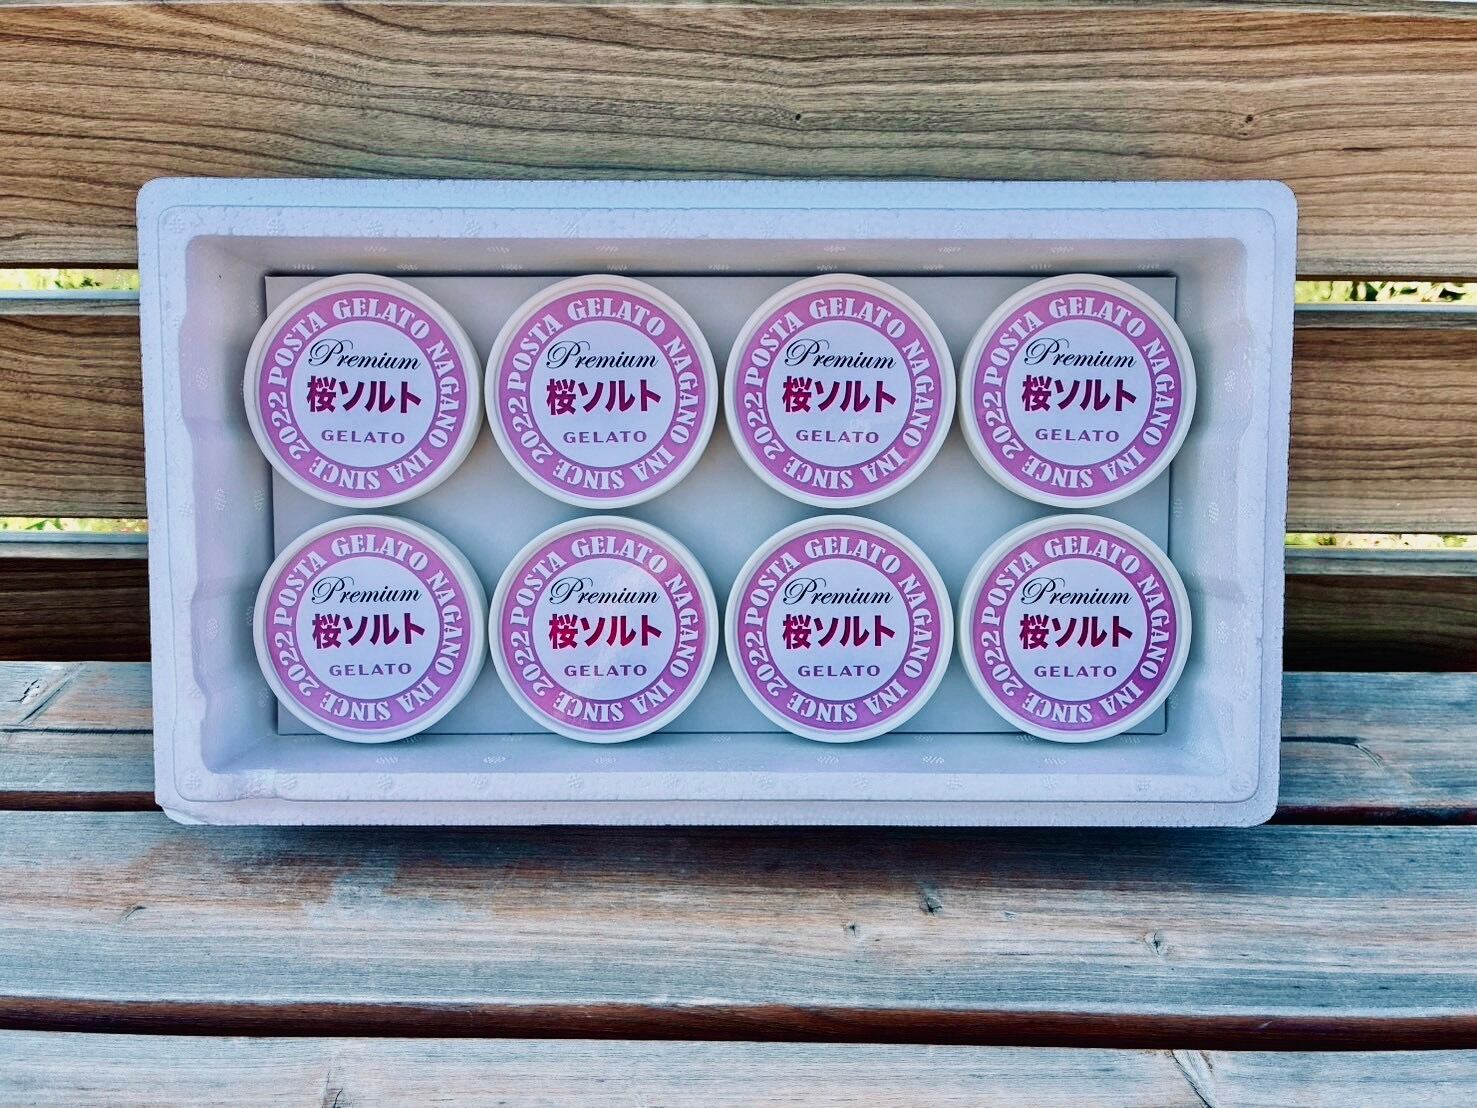 POSTA GELATO NAGANO INA SINCE 2022
Premium
桜ソルト
GELATO
POSTA GELATO NAGANO INA SINCE 2022
Premium
桜ソルト
GELATO
POSTA GELATO NAGANO INA SINCE 2022
Premium
桜ソルト
GELATO
POSTA GELATO NAGANO INA SINCE 2022
Premium
桜ソルト
GELATO
POSTA GELATO NAGANO INA SINCE 2022
Premium
桜ソルト
GELATO
POSTA GELATO NAGANO INA SINCE 2022
Premium
桜ソルト
GELATO
POSTA GELATO NAGANO INA SINCE 2022
Premium
桜ソルト
GELATO
POSTA GELATO NAGANO INA SINCE 2022
Premium
桜ソルト
GELATO